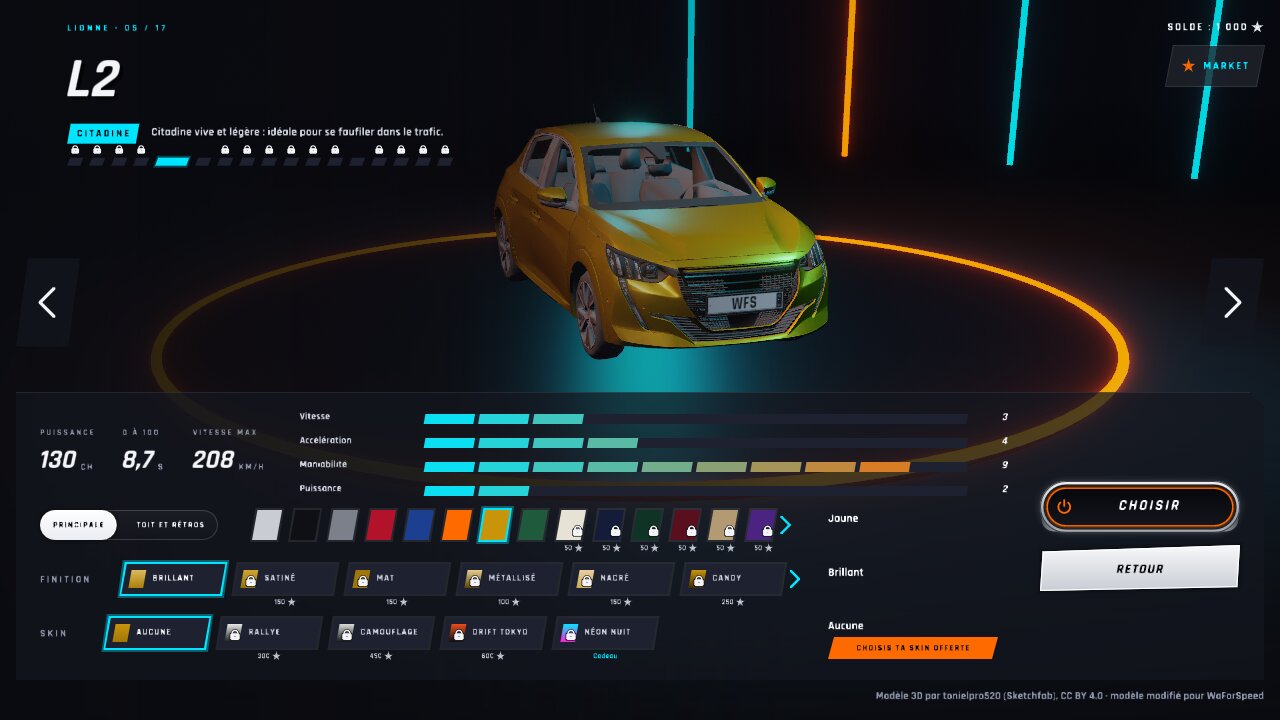 LIONNE · 05 / 17
SOLDE : 1 000 ★
L2
★ MARKET
CITADINE
Citadine vive et légère : idéale pour se faufiler dans le trafic.
WFS
PUISSANCE
130 CH
0 À 100
8,7 S
VITESSE MAX
208 KM/H
Vitesse 3
Accélération 4
Maniabilité 9
Puissance 2
PRINCIPALE
TOIT ET RÉTROS
50 ★ 50 ★ 50 ★ 50 ★ 50 ★ 50 ★
Jaune
FINITION
BRILLANT
SATINÉ
150 ★
MAT
150 ★
MÉTALLISÉ
100 ★
NACRÉ
150 ★
CANDY
250 ★
Brillant
SKIN
AUCUNE
RALLYE
300 ★
CAMOUFLAGE
450 ★
DRIFT TOKYO
600 ★
NÉON NUIT
Cadeau
Aucune
CHOISIS TA SKIN OFFERTE
CHOISIR
RETOUR
Modèle 3D par tonielpro520 (Sketchfab), CC BY 4.0 · modèle modifié pour WaForSpeed